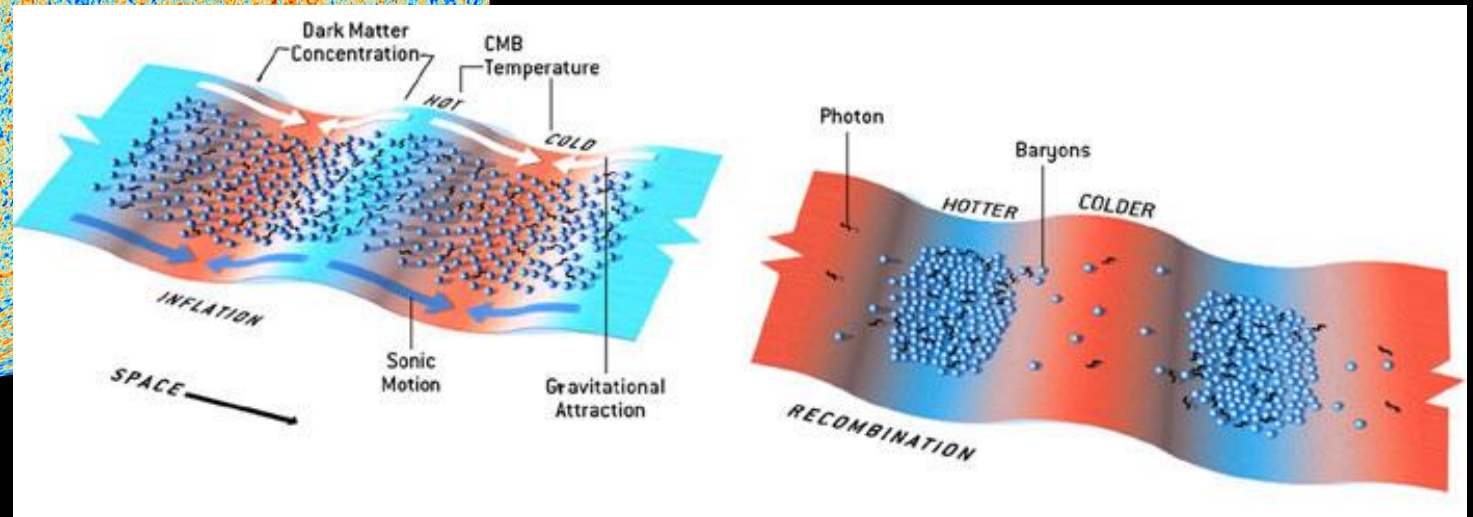 Dark Matter
Concentration
CMB
Temperature
HOT
COLD
INFLATION
SPACE
Sonic
Motion
Gravitational
Attraction
Photon
Baryons
HOTTER
COLDER
RECOMBINATION